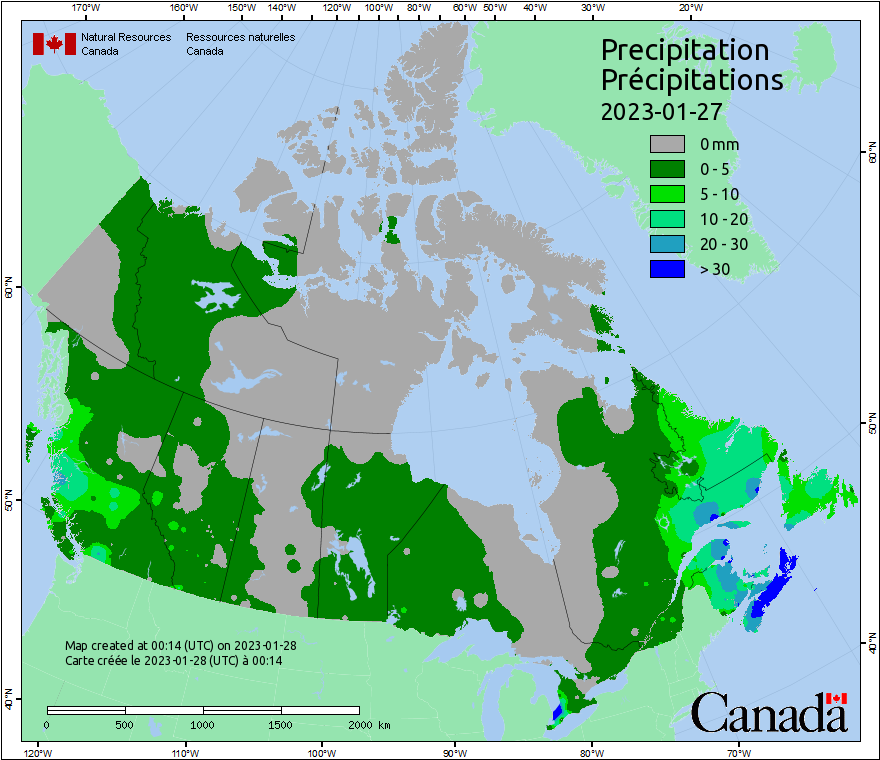 170°W 160°W 150°W 140°W 120°W 100°W 80°W 60°W 50°W 40°W 30°W 20°W
Natural Resources Ressources naturelles
Canada Canada
Precipitation
Précipitations
2023-01-27
0 mm
0 - 5
5 - 10
10 - 20
20 - 30
> 30
60°N 60°N
50°N 50°N
40°N 40°N
Map created at 00:14 (UTC) on 2023-01-28
Carte créée le 2023-01-28 (UTC) à 00:14
0 500 1000 1500 2000 km
Canada
120°W 110°W 100°W 90°W 80°W 70°W